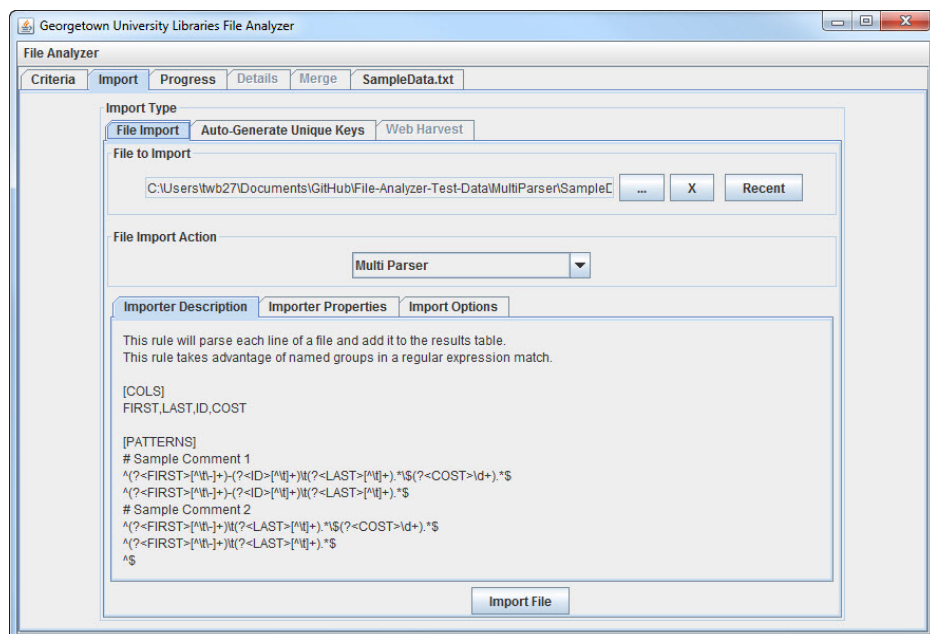 Georgetown University Libraries File Analyzer
File Analyzer
Criteria Import Progress Details Merge SampleData.txt
Import Type
File Import Auto-Generate Unique Keys Web Harvest
File to Import
C:\Users\twb27\Documents\GitHub\File-Analyzer-Test-Data\MultiParser\SampleD ... X Recent
File Import Action
Multi Parser
Importer Description Importer Properties Import Options
This rule will parse each line of a file and add it to the results table.
This rule takes advantage of named groups in a regular expression match.
[COLS]
FIRST,LAST,ID,COST
[PATTERNS]
# Sample Comment 1
^(?<FIRST>[^\t\-]+)-(?<ID>[^\t]+)\t(?<LAST>[^\t]+).*\$(?<COST>\d+).*$
^(?<FIRST>[^\t\-]+)-(?<ID>[^\t]+)\t(?<LAST>[^\t]+).*$
# Sample Comment 2
^(?<FIRST>[^\t\-]+)\t(?<LAST>[^\t]+).*\$(?<COST>\d+).*$
^(?<FIRST>[^\t\-]+)\t(?<LAST>[^\t]+).*$
^$
Import File